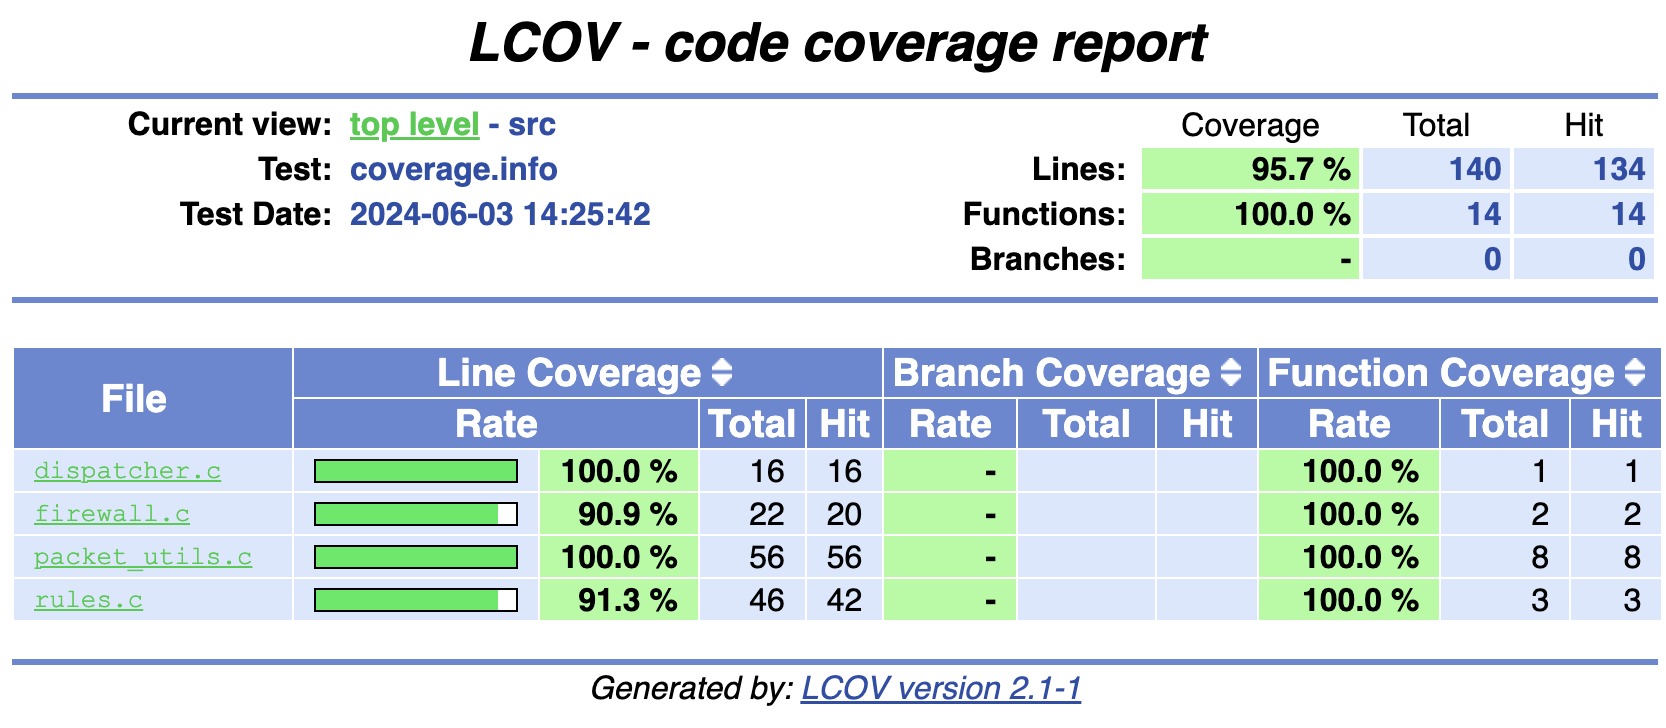 LCOV - code coverage report
Current view: top level - src
Test: coverage.info
Test Date: 2024-06-03 14:25:42
Coverage Total Hit
Lines: 95.7 % 140 134
Functions: 100.0 % 14 14
Branches: - 0 0
File Line Coverage Branch Coverage Function Coverage
Rate Total Hit Rate Total Hit Rate Total Hit
dispatcher.c 100.0 % 16 16 - 100.0 % 1 1
firewall.c 90.9 % 22 20 - 100.0 % 2 2
packet_utils.c 100.0 % 56 56 - 100.0 % 8 8
rules.c 91.3 % 46 42 - 100.0 % 3 3
Generated by: LCOV version 2.1-1